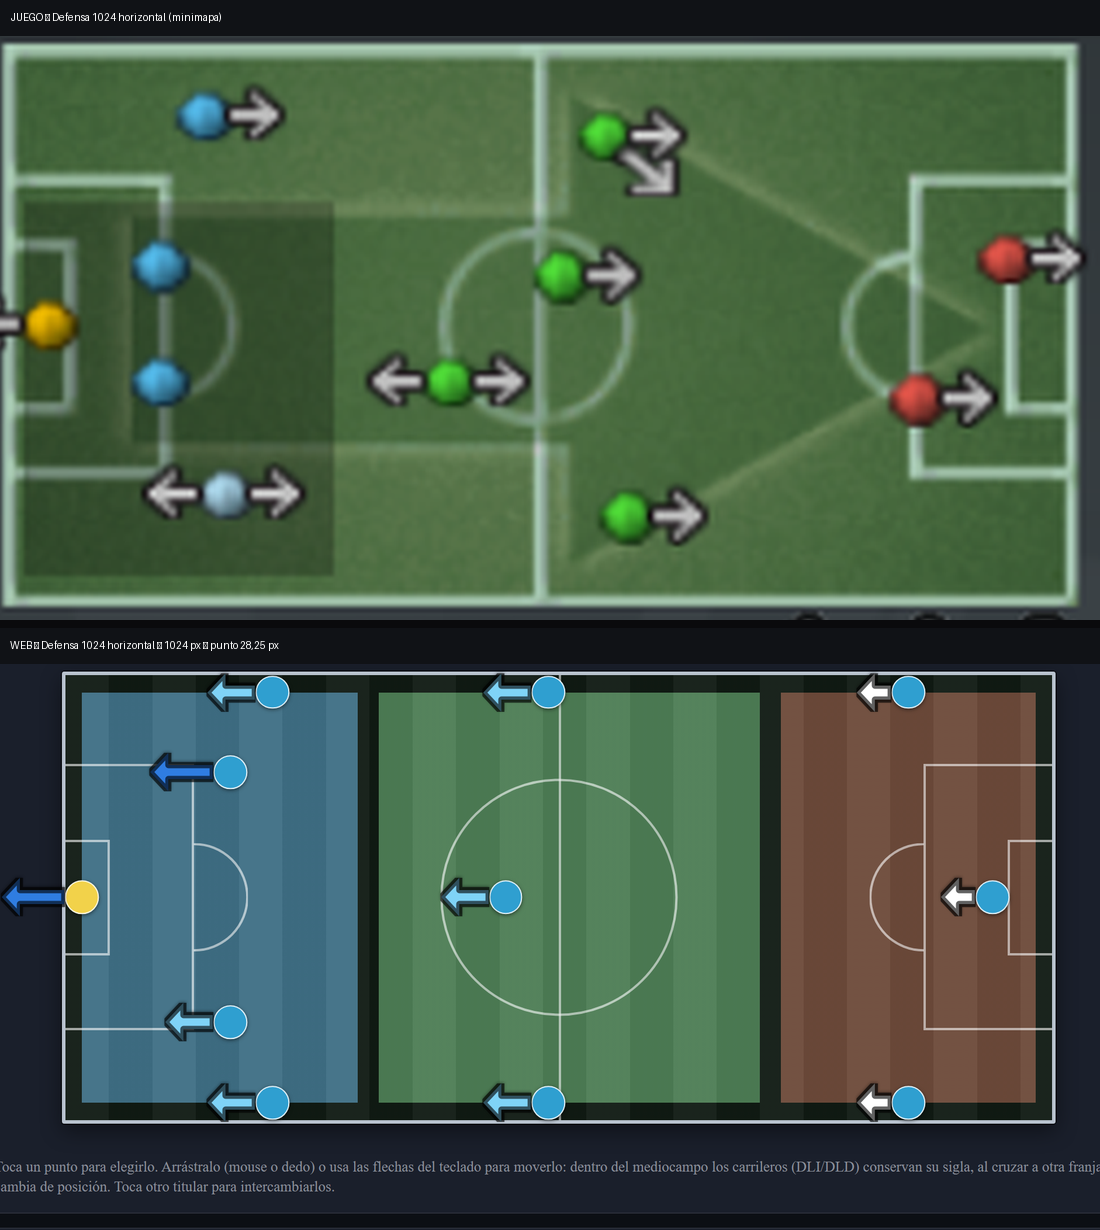 JUEGO Defensa 1024 horizontal (minimapa)
WEB Defensa 1024 horizontal 1024 px punto 28,25 px
Toca un punto para elegirlo. Arrástralo (mouse o dedo) o usa las flechas del teclado para moverlo: dentro del mediocampo los carrileros (DLI/DLD) conservan su sigla, al cruzar a otra franja
ambia de posición. Toca otro titular para intercambiarlos.